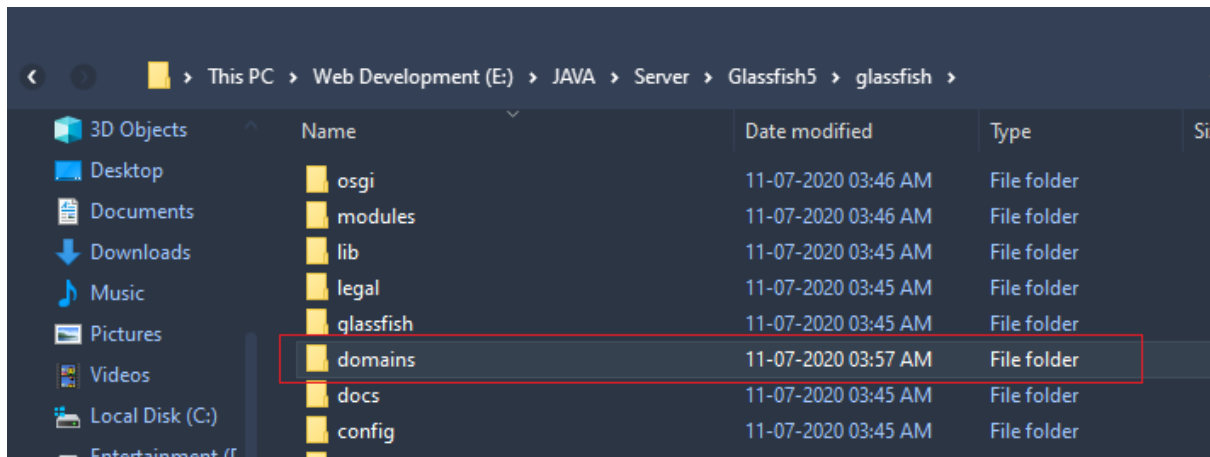 This PC > Web Development (E:) > JAVA > Server > Glassfish5 > glassfish >
3D Objects
Desktop
Documents
Downloads
Music
Pictures
Videos
Local Disk (C:)
Name Date modified Type
osgi 11-07-2020 03:46 AM File folder
modules 11-07-2020 03:46 AM File folder
lib 11-07-2020 03:45 AM File folder
legal 11-07-2020 03:45 AM File folder
glassfish 11-07-2020 03:45 AM File folder
domains 11-07-2020 03:57 AM File folder
docs 11-07-2020 03:45 AM File folder
config 11-07-2020 03:45 AM File folder